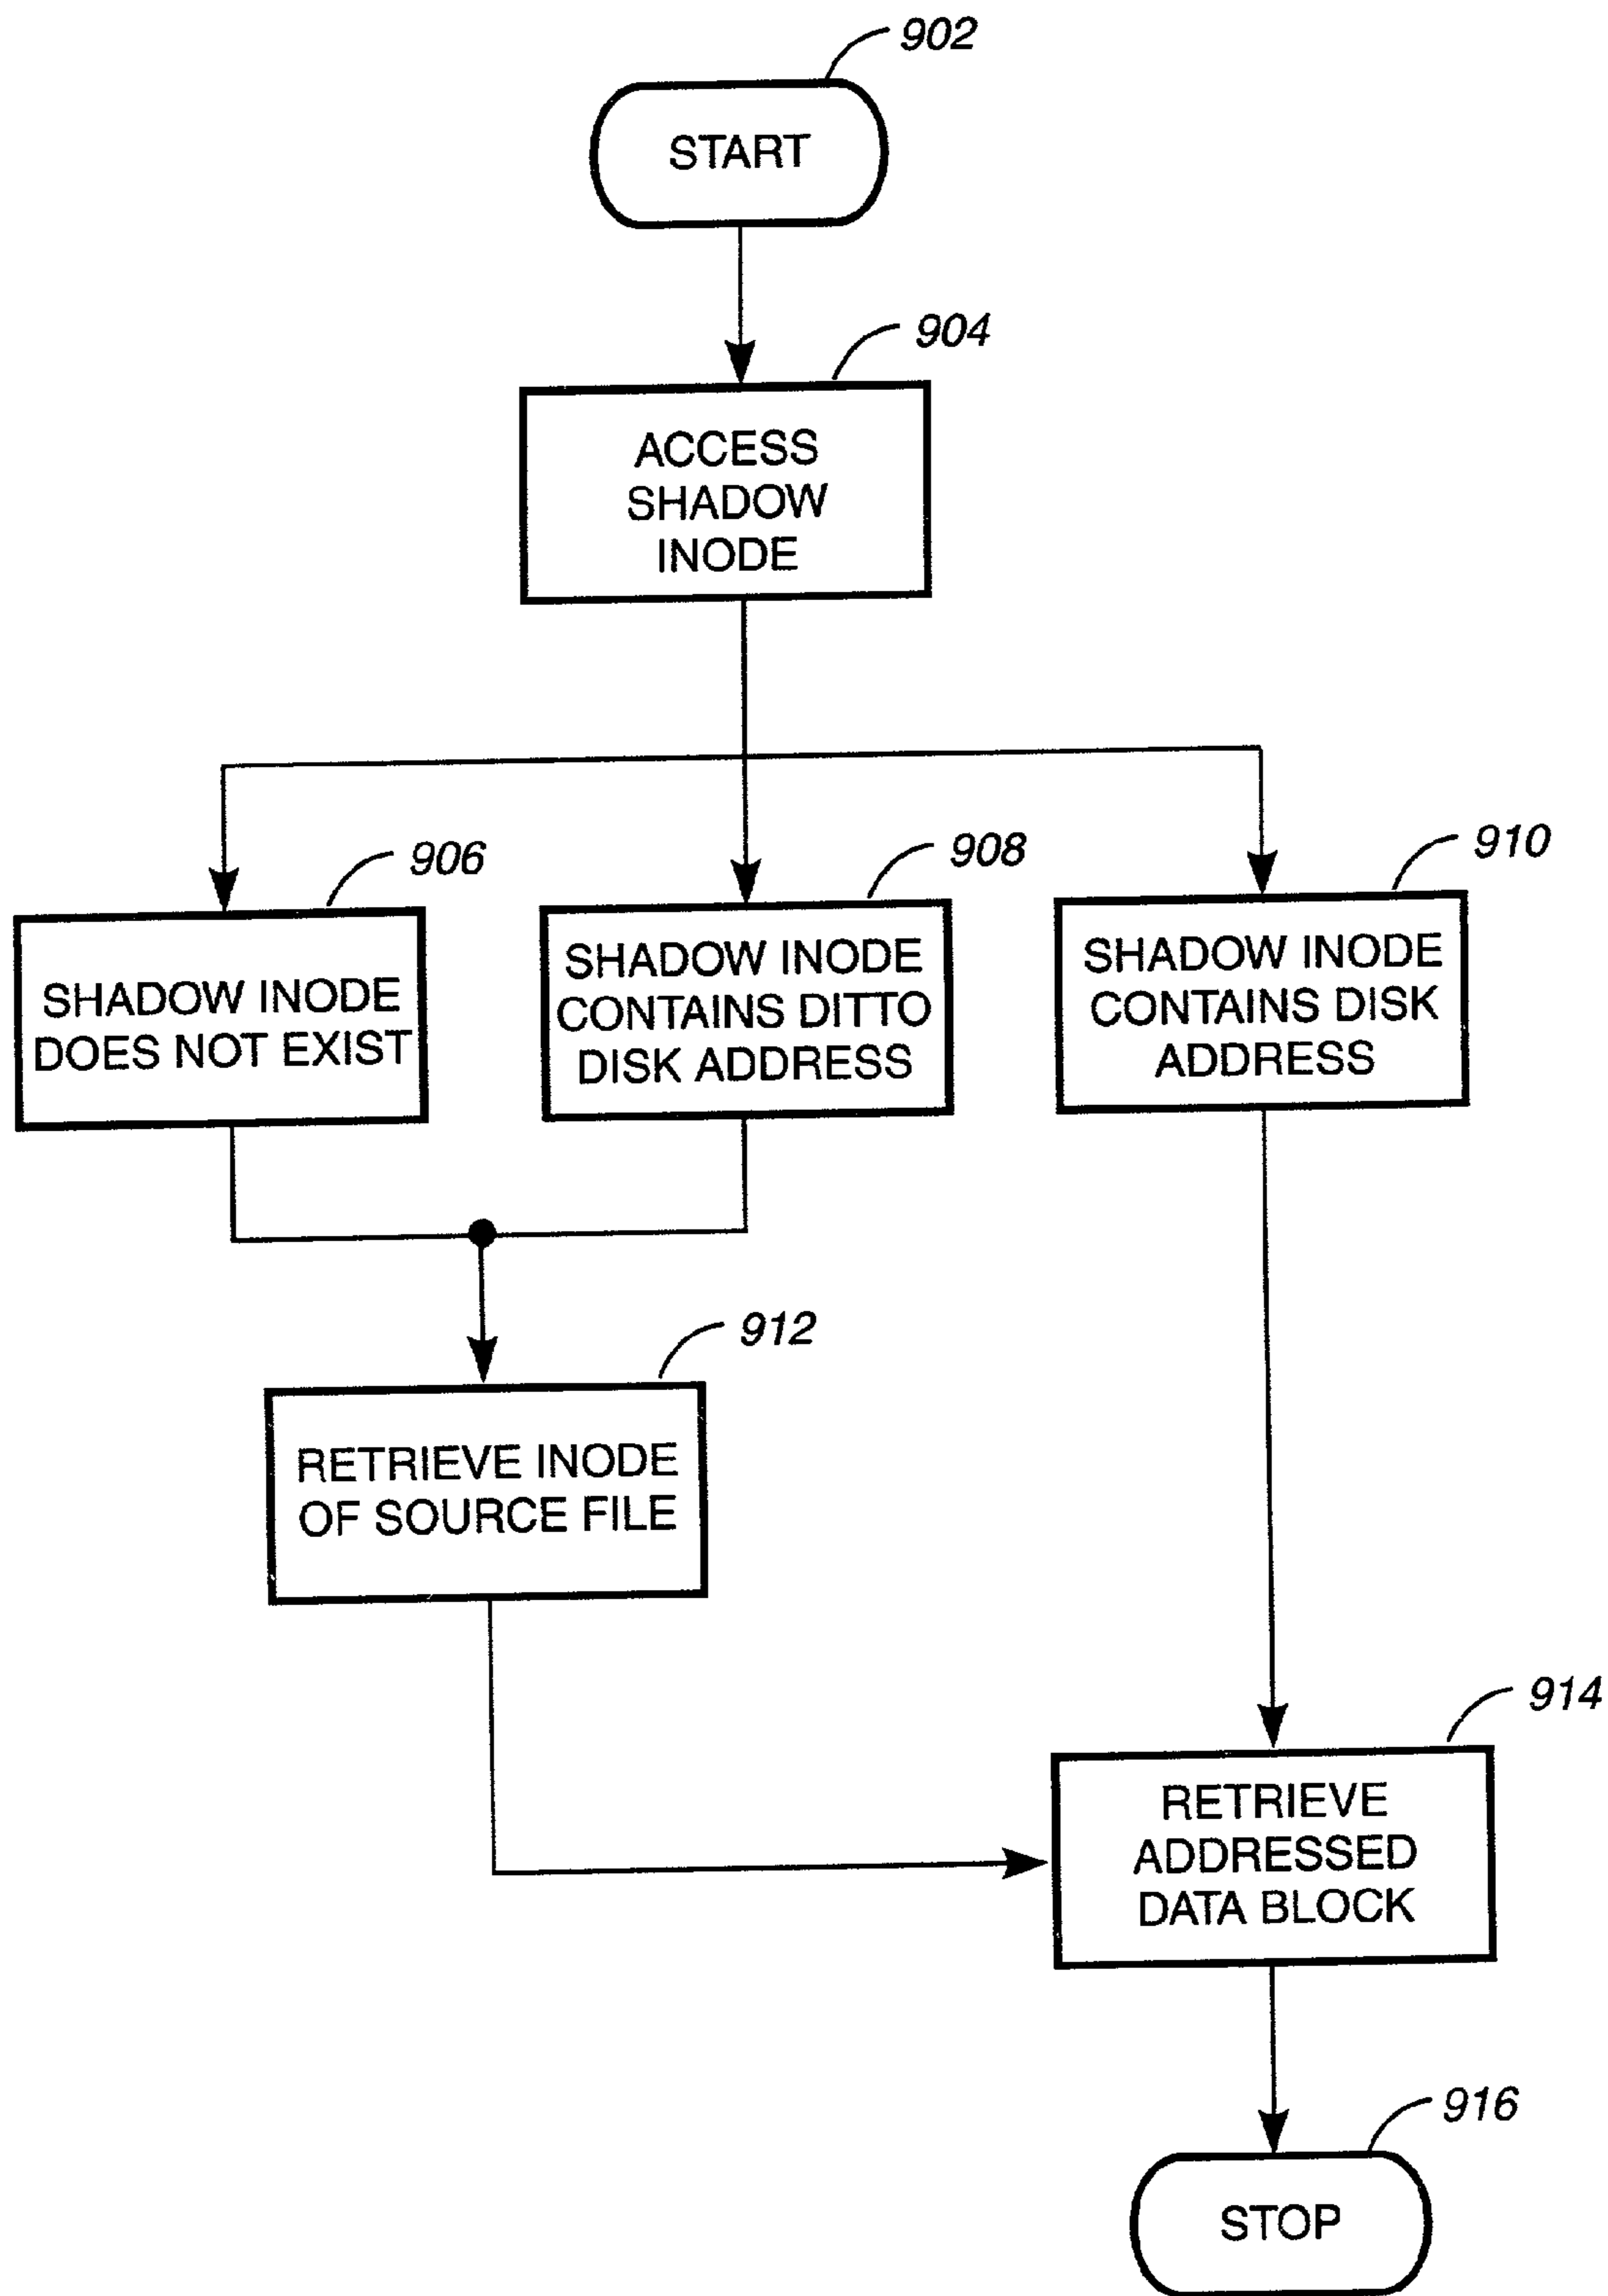 902
START
904
ACCESS
SHADOW
INODE
906
SHADOW INODE
DOES NOT EXIST
908
SHADOW INODE
CONTAINS DITTO
DISK ADDRESS
910
SHADOW INODE
CONTAINS DISK
ADDRESS
912
RETRIEVE INODE
OF SOURCE FILE
914
RETRIEVE
ADDRESSED
DATA BLOCK
916
STOP